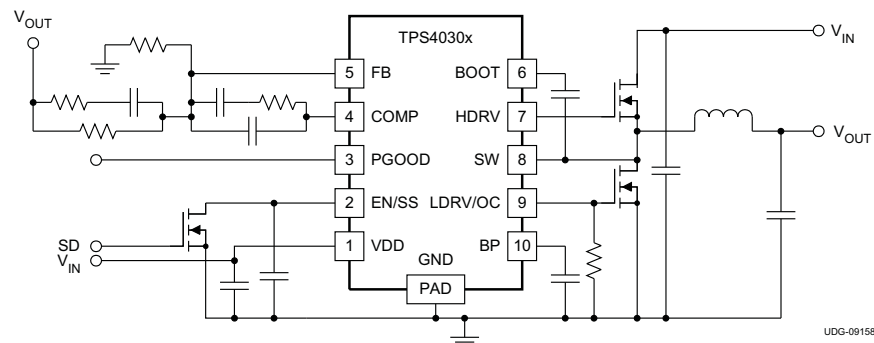 VOUT
TPS4030x
VIN
5 FB BOOT 6
4 COMP HDRV 7
3 PGOOD SW 8
VOUT
2 EN/SS LDRV/OC 9
SD
1 VDD BP 10
VIN
GND
PAD
UDG-09158